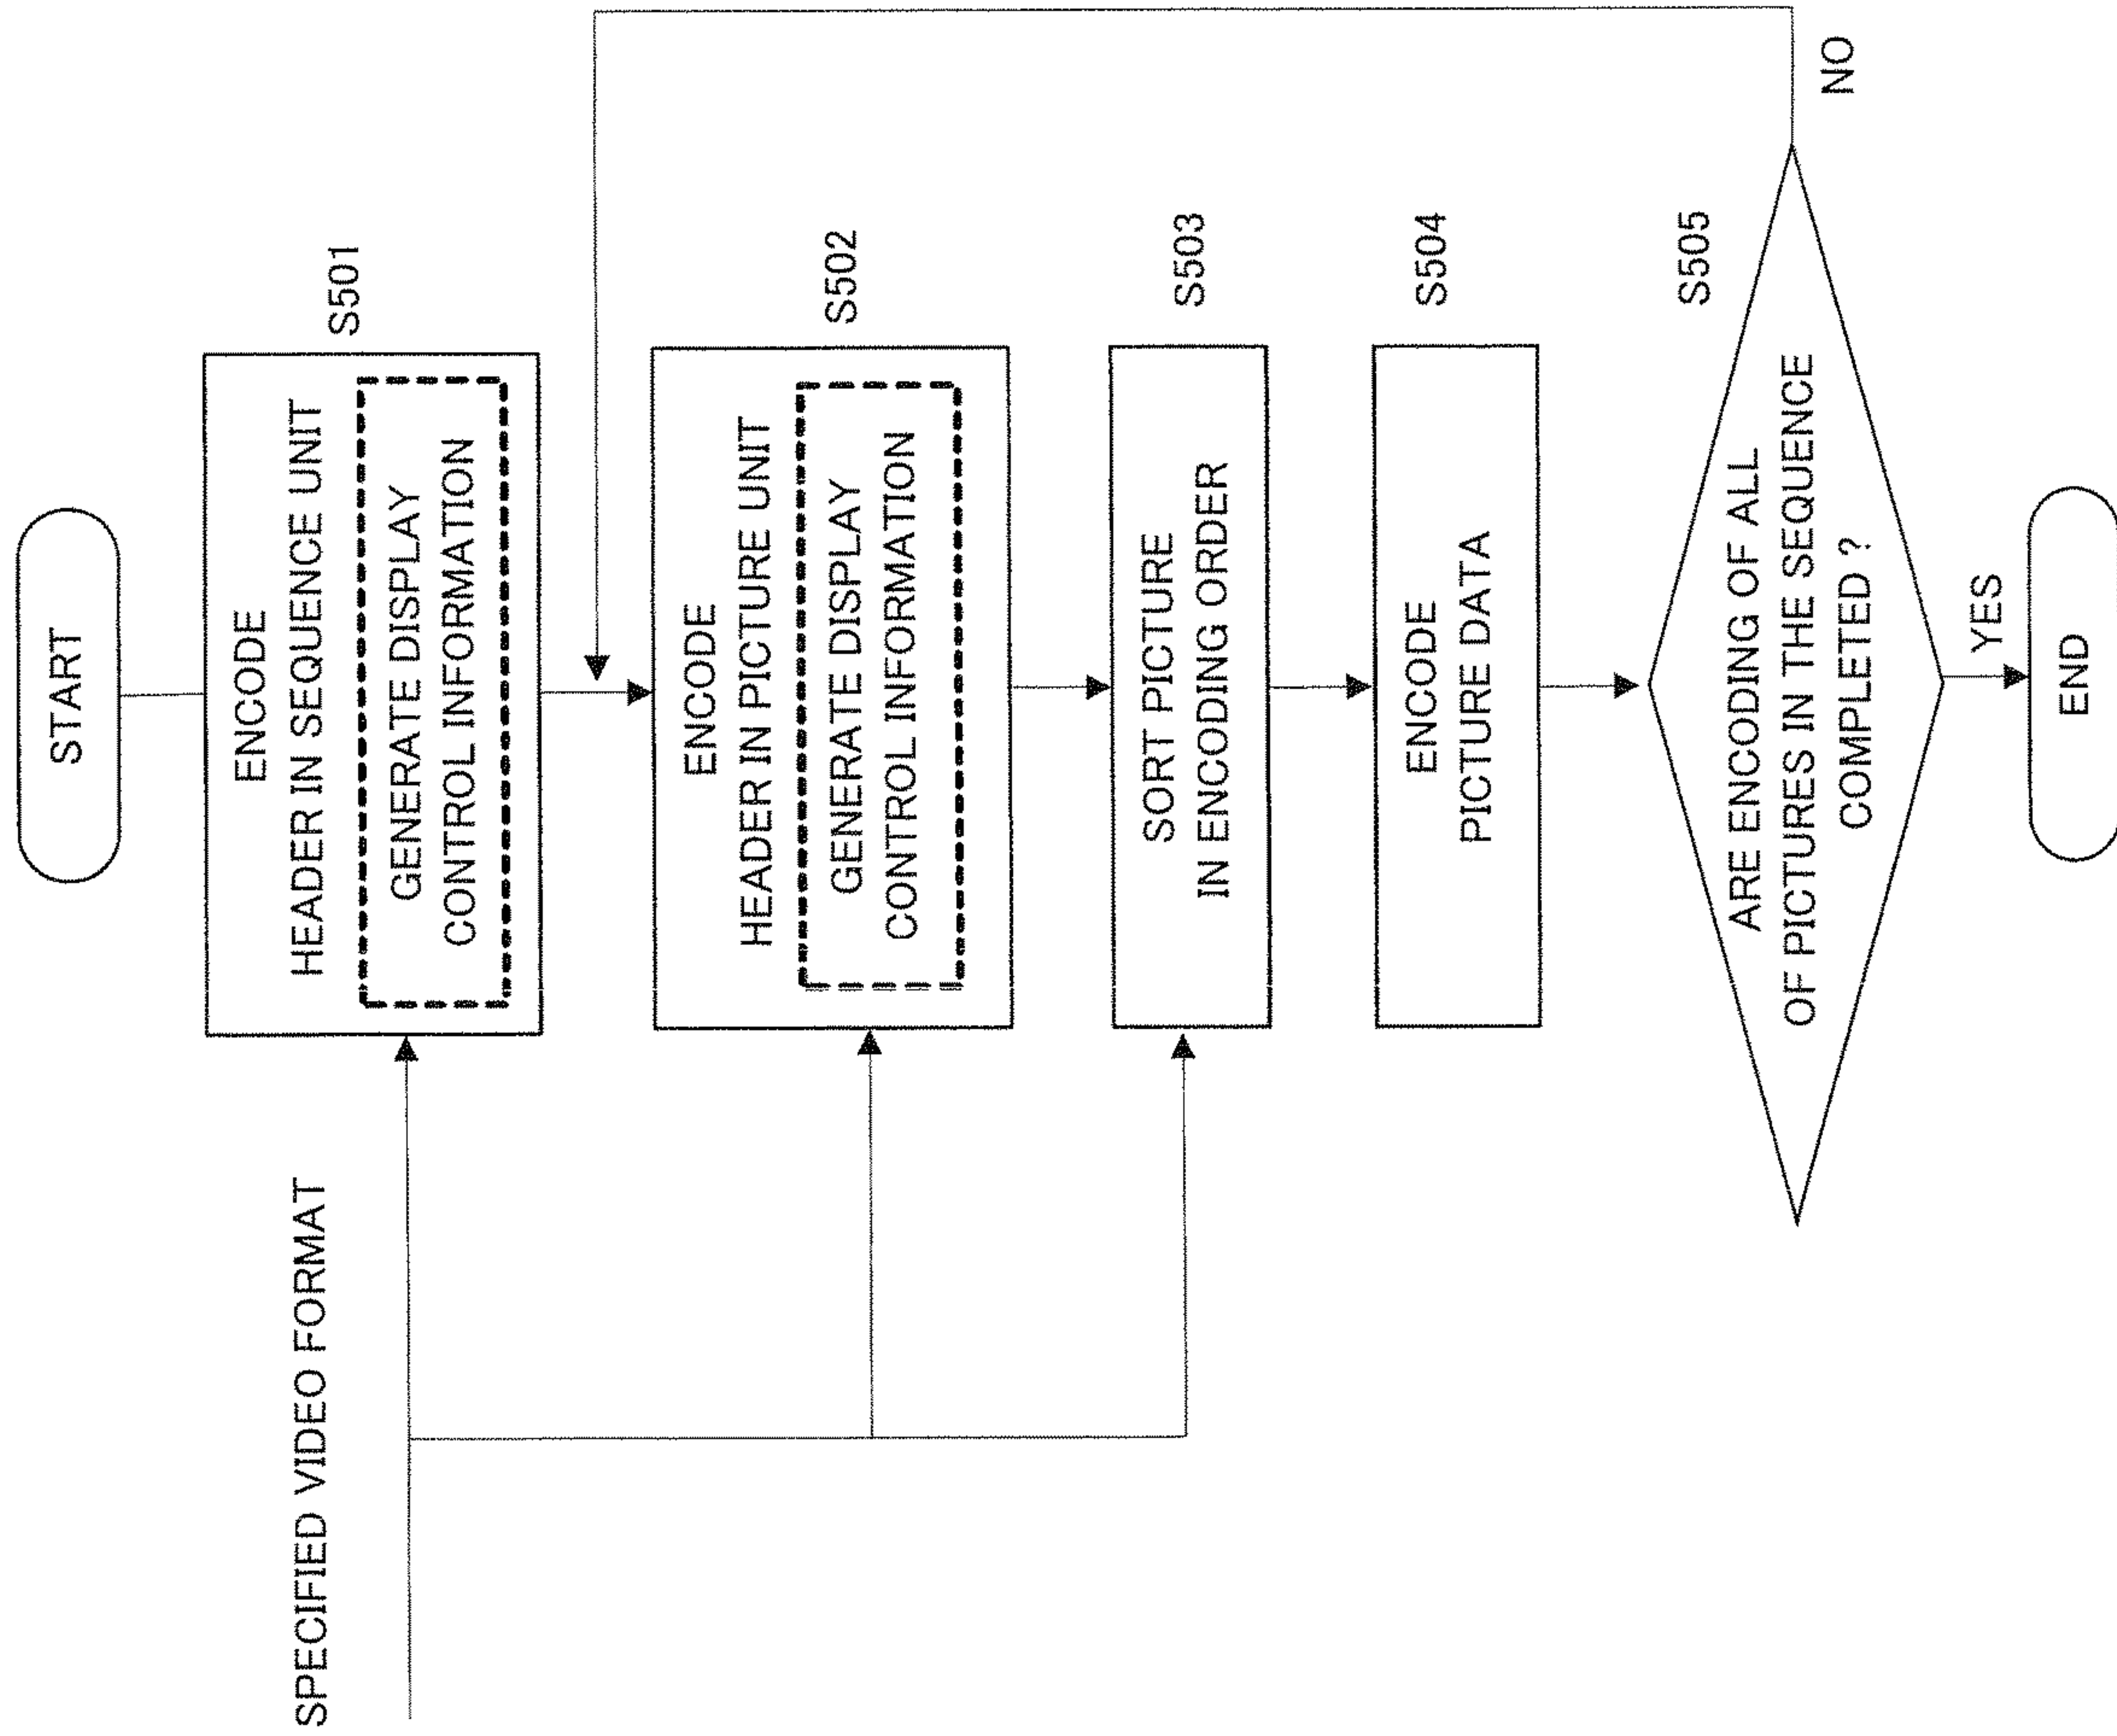 START
SPECIFIED VIDEO FORMAT
ENCODE
HEADER IN SEQUENCE UNIT
S501
GENERATE DISPLAY
CONTROL INFORMATION
ENCODE
HEADER IN PICTURE UNIT
S502
GENERATE DISPLAY
CONTROL INFORMATION
SORT PICTURE
IN ENCODING ORDER
S503
ENCODE
PICTURE DATA
S504
S505
ARE ENCODING OF ALL
OF PICTURES IN THE SEQUENCE
COMPLETED ?
NO
YES
END